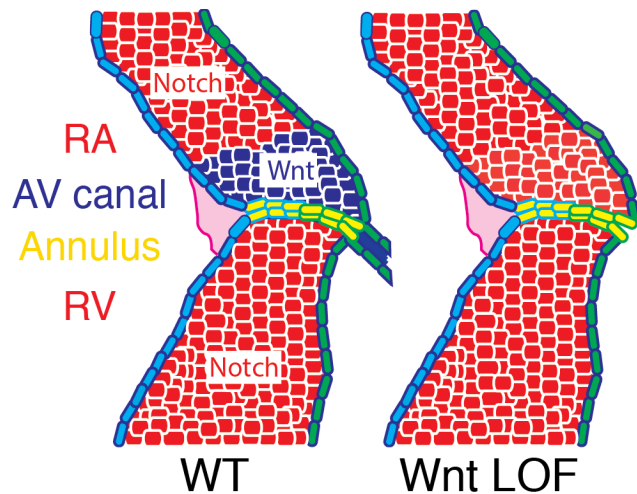 Notch
Wnt
RA
AV canal
Annulus
RV
Notch
WT
Wnt LOF